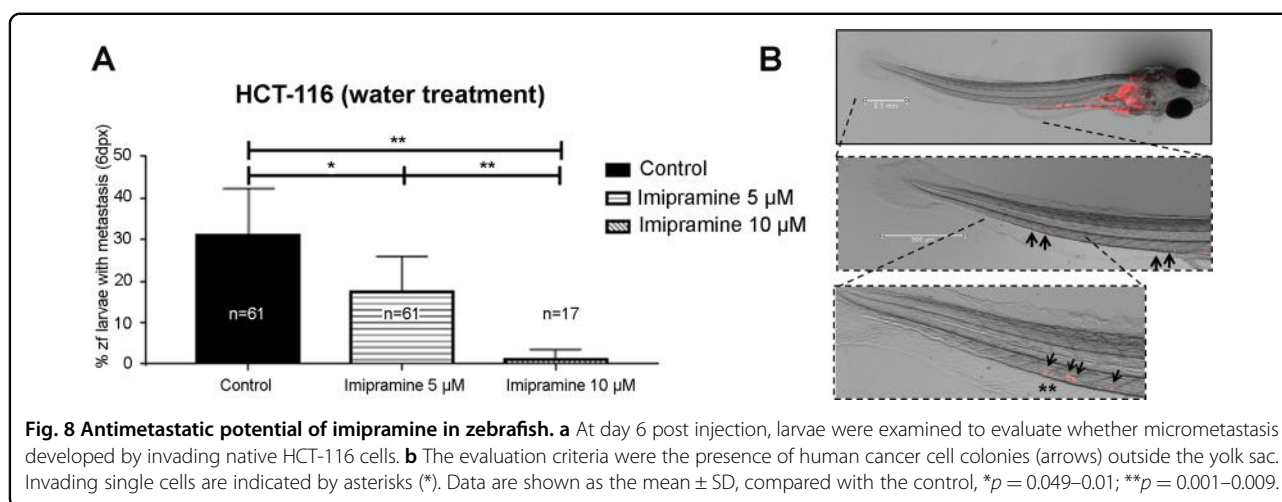 A
HCT-116 (water treatment)
% zf larvae with metastasis (6dpx)
50
40
30
20
10
0
**
*
**
n=61
n=61
n=17
Control
Imipramine 5 µM
Imipramine 10 µM
Control
Imipramine 5 µM
Imipramine 10 µM
B
0.5 mm
500 µm
**
Fig. 8 Antimetastatic potential of imipramine in zebrafish. a At day 6 post injection, larvae were examined to evaluate whether micrometastasis
developed by invading native HCT-116 cells. b The evaluation criteria were the presence of human cancer cell colonies (arrows) outside the yolk sac.
Invading single cells are indicated by asterisks (*). Data are shown as the mean ± SD, compared with the control, *p = 0.049–0.01; **p = 0.001–0.009.